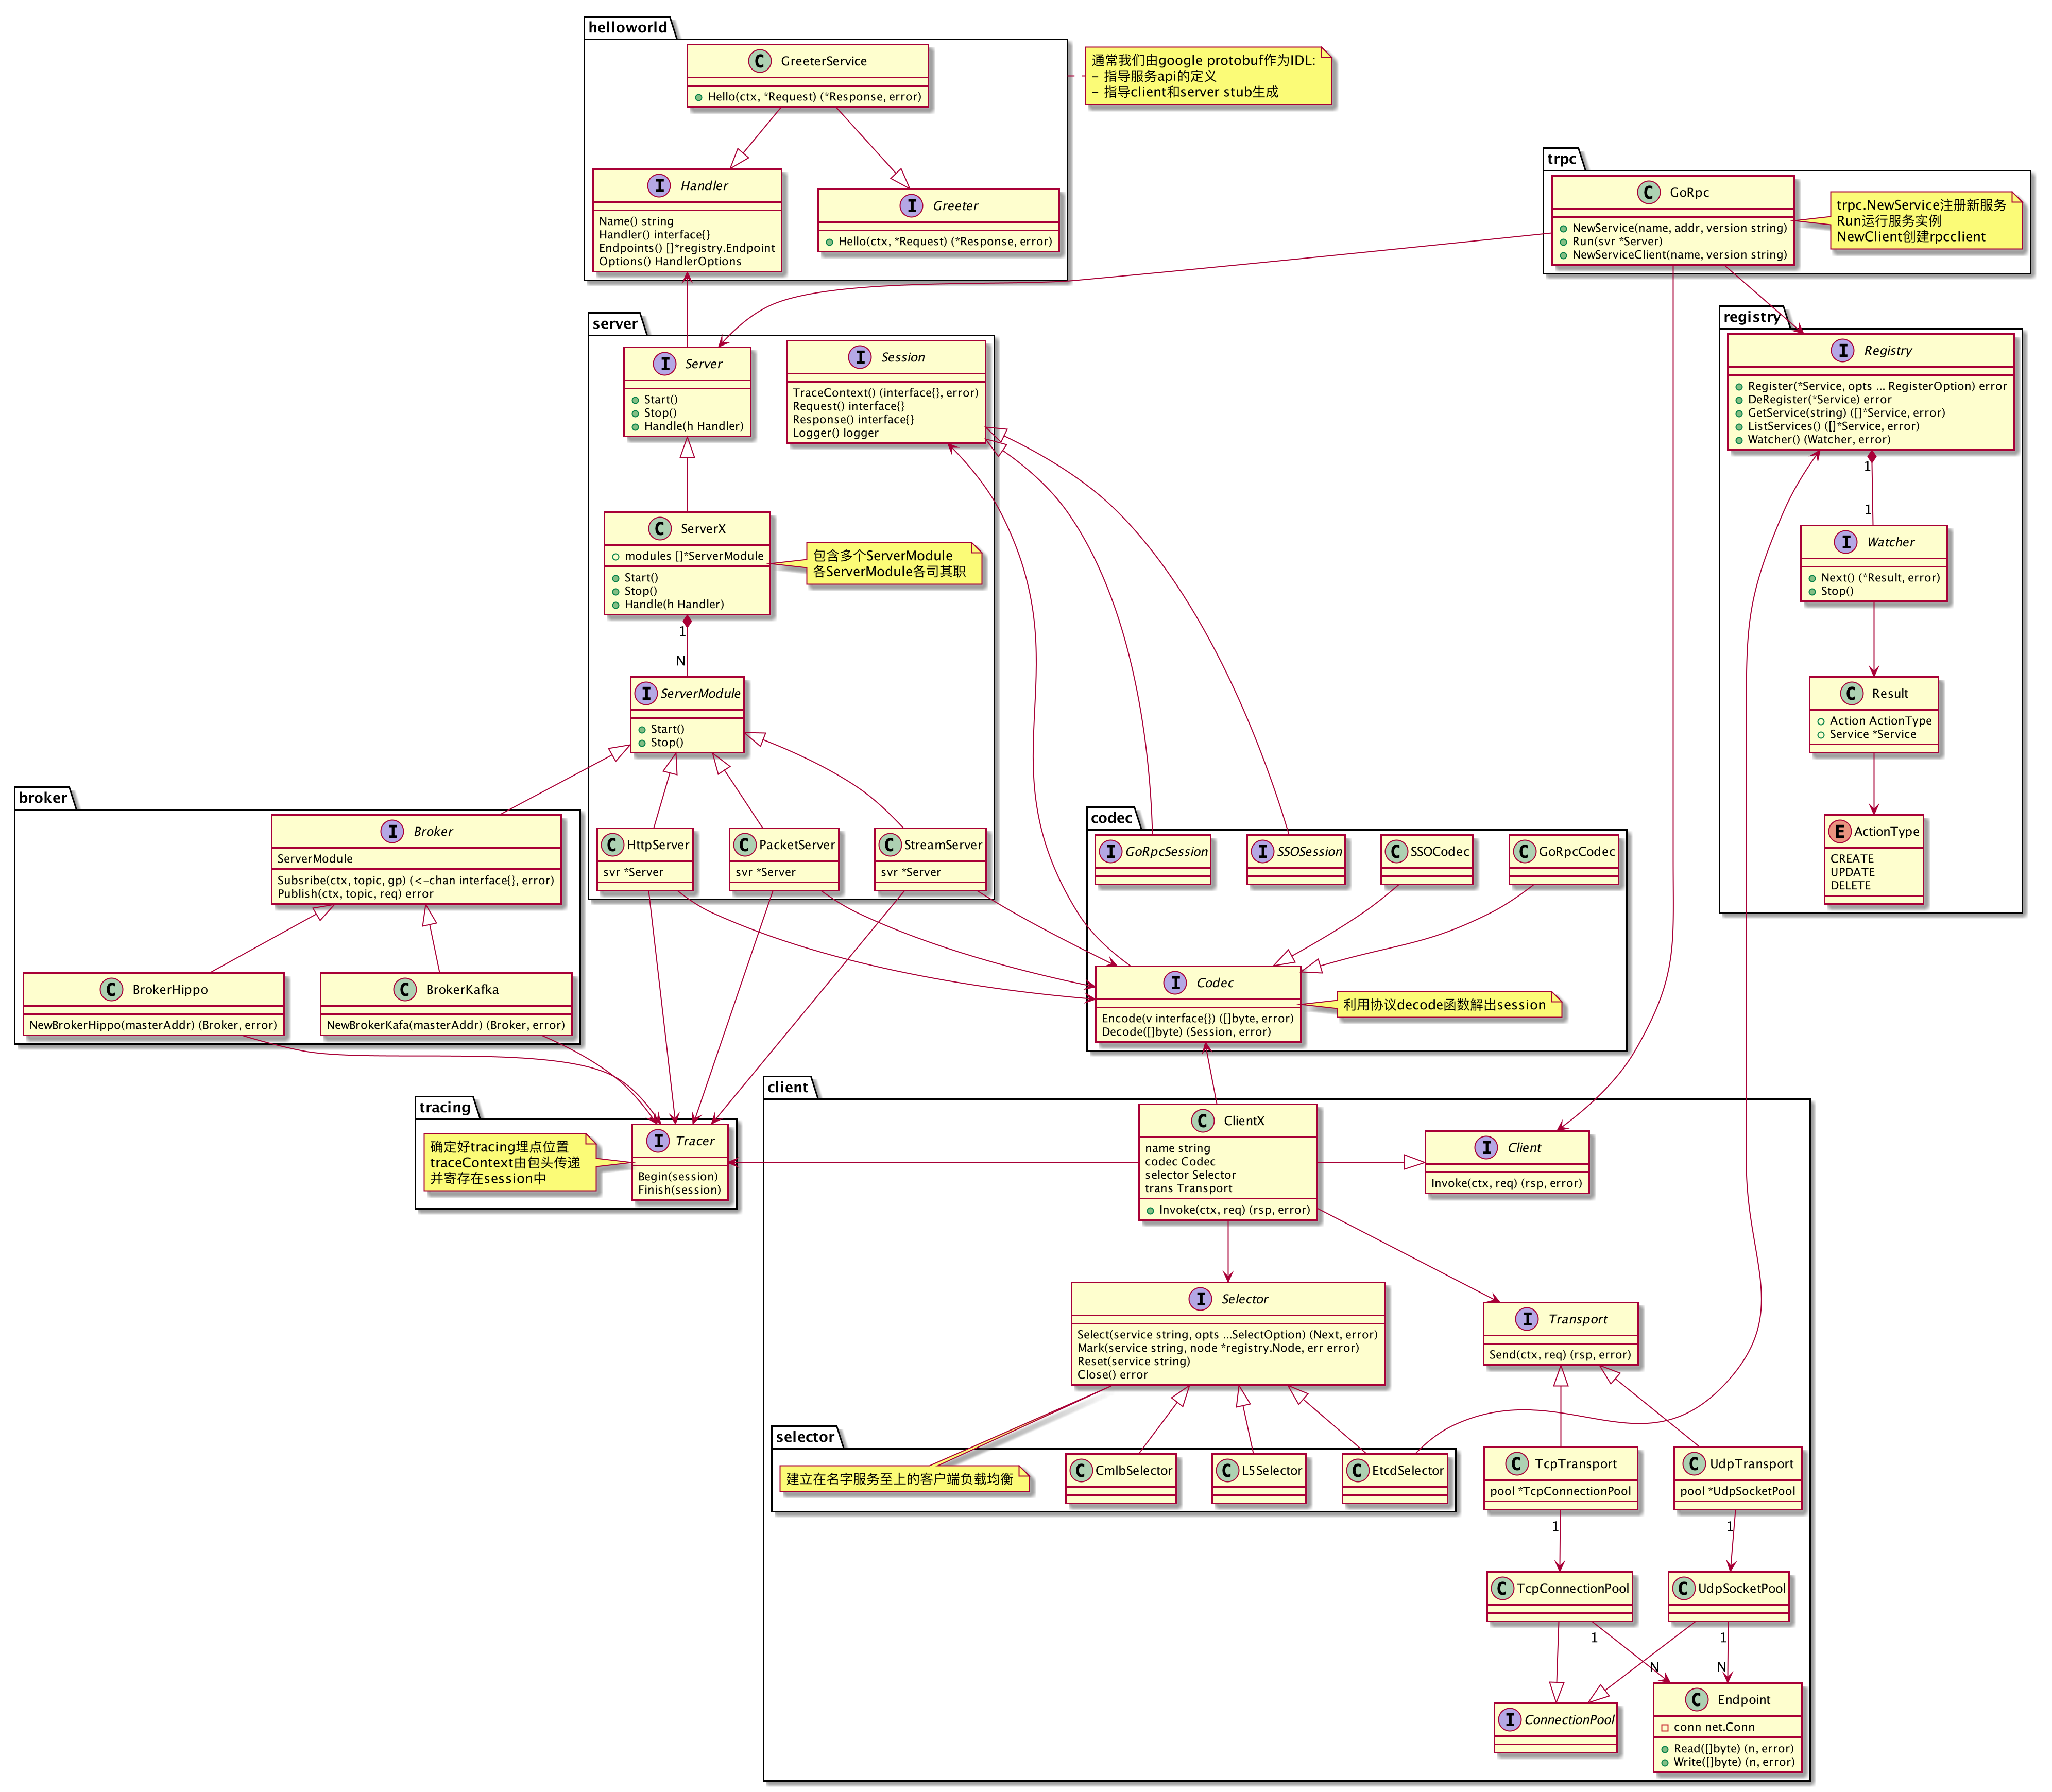 helloworld
GreeterService
Hello(ctx, *Request) (*Response, error)
通常我们由google protobuf作为IDL:
- 指导服务api的定义
- 指导client和server stub生成
Handler
Name() string
Handler() interface{}
Endpoints() []*registry.Endpoint
Options() HandlerOptions
Greeter
Hello(ctx, *Request) (*Response, error)
trpc
GoRpc
NewService(name, addr, version string)
Run(svr *Server)
NewServiceClient(name, version string)
trpc.NewService注册新服务
Run运行服务实例
NewClient创建rpcclient
server
Server
Start()
Stop()
Handle(h Handler)
Session
TraceContext() (interface{}, error)
Request() interface{}
Response() interface{}
Logger() logger
registry
Registry
Register(*Service, opts ... RegisterOption) error
DeRegister(*Service) error
GetService(string) ([]*Service, error)
ListServices() ([]*Service, error)
Watcher() (Watcher, error)
1
1
ServerX
modules []*ServerModule
Start()
Stop()
Handle(h Handler)
包含多个ServerModule
各ServerModule各司其职
Watcher
Next() (*Result, error)
Stop()
1
N
ServerModule
Start()
Stop()
Result
Action ActionType
Service *Service
ActionType
CREATE
UPDATE
DELETE
broker
Broker
ServerModule
Subsribe(ctx, topic, gp) (<-chan interface{}, error)
Publish(ctx, topic, req) error
HttpServer
svr *Server
PacketServer
svr *Server
StreamServer
svr *Server
codec
GoRpcSession
SSOSession
SSOCodec
GoRpcCodec
BrokerHippo
NewBrokerHippo(masterAddr) (Broker, error)
BrokerKafka
NewBrokerKafa(masterAddr) (Broker, error)
Codec
Encode(v interface{}) ([]byte, error)
Decode([]byte) (Session, error)
利用协议decode函数解出session
tracing
确定好tracing埋点位置
traceContext由包头传递
并寄存在session中
Tracer
Begin(session)
Finish(session)
client
ClientX
name string
codec Codec
selector Selector
trans Transport
Invoke(ctx, req) (rsp, error)
Client
Invoke(ctx, req) (rsp, error)
Selector
Select(service string, opts ...SelectOption) (Next, error)
Mark(service string, node *registry.Node, err error)
Reset(service string)
Close() error
Transport
Send(ctx, req) (rsp, error)
selector
建立在名字服务至上的客户端负载均衡
CmlbSelector
L5Selector
EtcdSelector
TcpTransport
pool *TcpConnectionPool
UdpTransport
pool *UdpSocketPool
1
1
TcpConnectionPool
UdpSocketPool
1
1
N
N
ConnectionPool
Endpoint
conn net.Conn
Read([]byte) (n, error)
Write([]byte) (n, error)